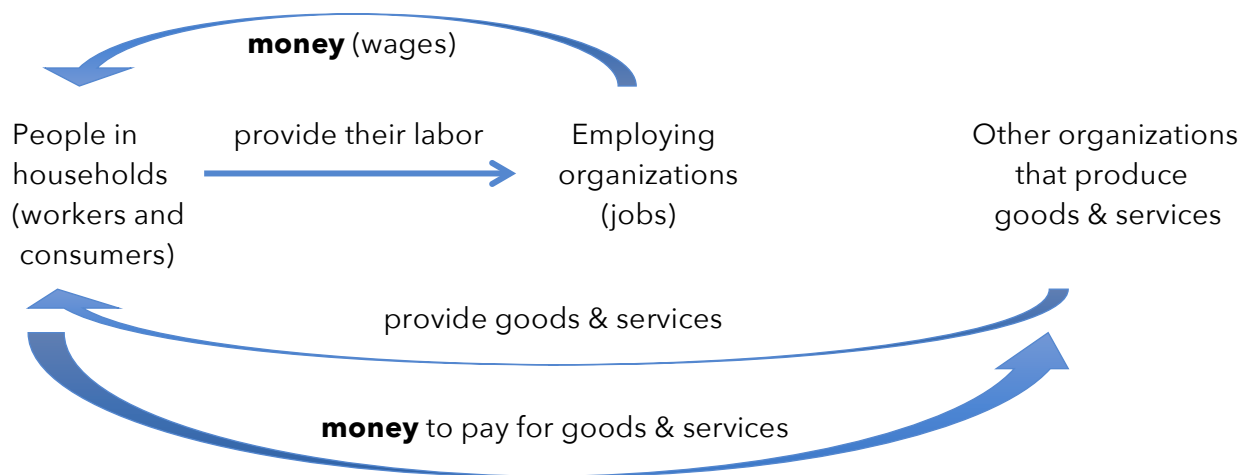 money (wages)
People in
households
(workers and
consumers)
provide their labor
Employing
organizations
(jobs)
Other organizations
that produce
goods & services
provide goods & services
money to pay for goods & services